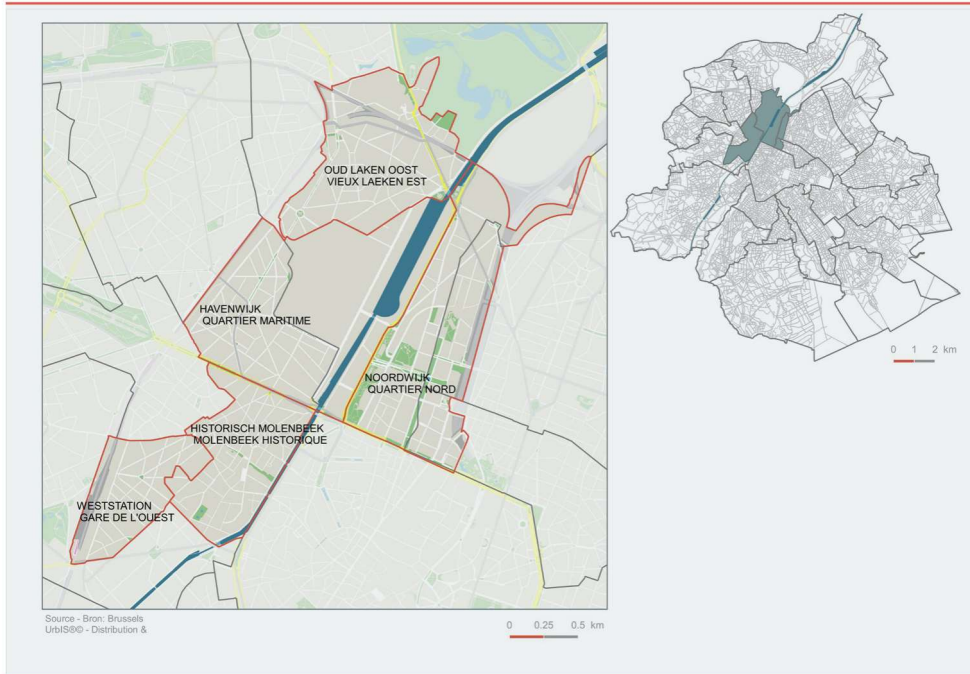 OUD LAKEN OOST
VIEUX LAEKEN EST
HAVENWIJK
QUARTIER MARITIME
NOORDWIJK
QUARTIER NORD
HISTORISCH MOLENBEEK
MOLENBEEK HISTORIQUE
WESTSTATION
GARE DE L'OUEST
Source - Bron: Brussels
UrbIS®© - Distribution &
0 0.25 0.5 km
0 1 2 km